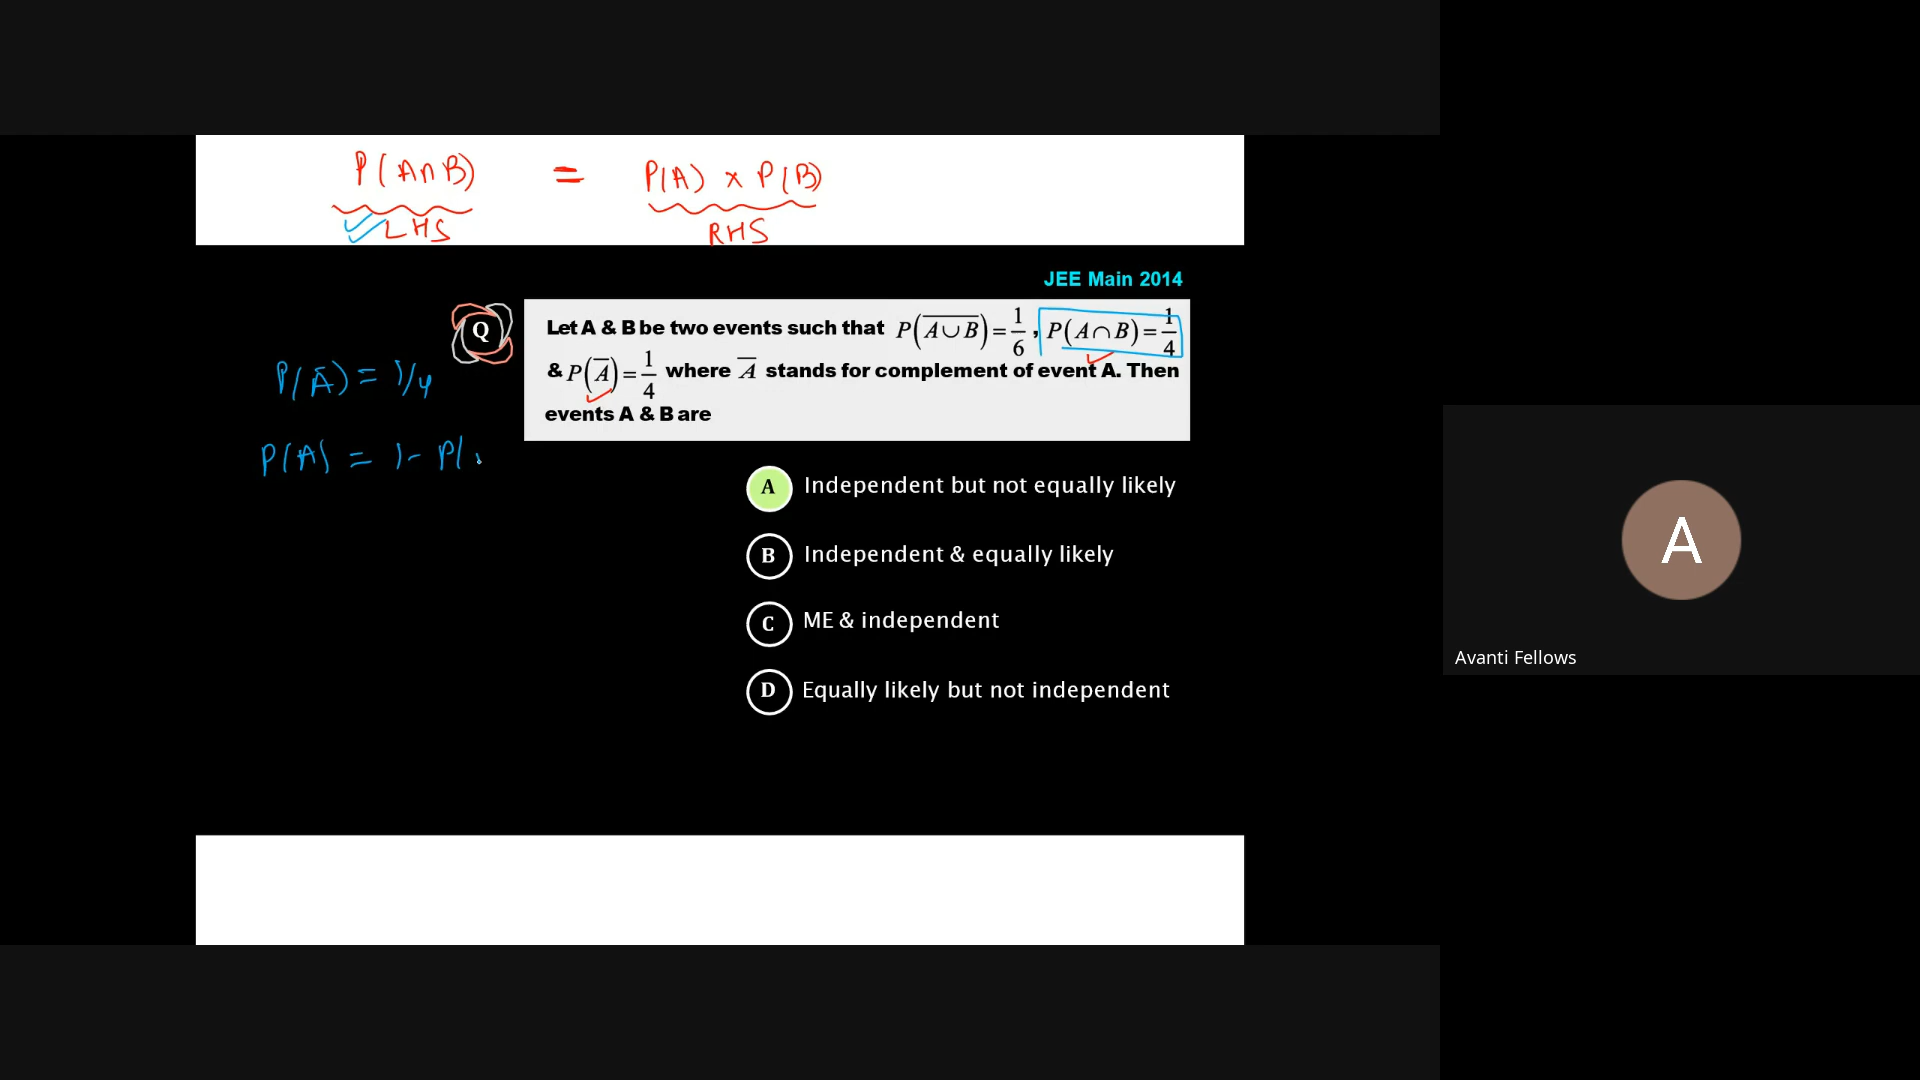 P(A∩B) = P(A) × P(B)
LHS RHS
JEE Main 2014
Q
Let A & B be two events such that P(A̅∪̅B̅) = 1/6 , P(A∩B) = 1/4
& P(A̅) = 1/4 where A̅ stands for complement of event A. Then
events A & B are
P(A̅) = 1/4
P(A) = 1 - P(
A Independent but not equally likely
B Independent & equally likely
C ME & independent
D Equally likely but not independent
A
Avanti Fellows